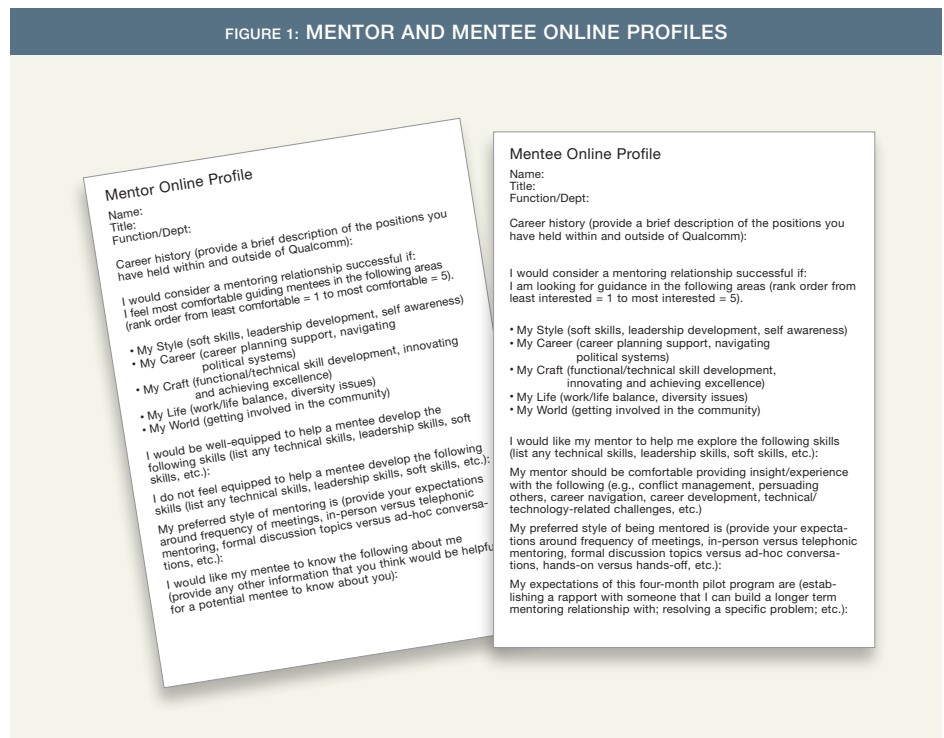 FIGURE 1: MENTOR AND MENTEE ONLINE PROFILES
Mentor Online Profile
Name:
Title:
Function/Dept:
Career history (provide a brief description of the positions you
have held within and outside of Qualcomm):
I would consider a mentoring relationship successful if:
I feel most comfortable guiding mentees in the following areas
(rank order from least comfortable = 1 to most comfortable = 5).
• My Style (soft skills, leadership development, self awareness)
• My Career (career planning support, navigating
political systems)
• My Craft (functional/technical skill development, innovating
and achieving excellence)
• My Life (work/life balance, diversity issues)
• My World (getting involved in the community)
I would be well-equipped to help a mentee develop the
following skills (list any technical skills, leadership skills, soft
skills, etc.):
I do not feel equipped to help a mentee develop the following
skills (list any technical skills, leadership skills, soft skills, etc.):
My preferred style of mentoring is (provide your expectations
around frequency of meetings, in-person versus telephonic
mentoring, formal discussion topics versus ad-hoc conversa-
tions, etc.):
I would like my mentee to know the following about me
(provide any other information that you think would be helpfu
for a potential mentee to know about you):
Mentee Online Profile
Name:
Title:
Function/Dept:
Career history (provide a brief description of the positions you
have held within and outside of Qualcomm):
I would consider a mentoring relationship successful if:
I am looking for guidance in the following areas (rank order from
least interested = 1 to most interested = 5).
• My Style (soft skills, leadership development, self awareness)
• My Career (career planning support, navigating
political systems)
• My Craft (functional/technical skill development,
innovating and achieving excellence)
• My Life (work/life balance, diversity issues)
• My World (getting involved in the community)
I would like my mentor to help me explore the following skills
(list any technical skills, leadership skills, soft skills, etc.):
My mentor should be comfortable providing insight/experience
with the following (e.g., conflict management, persuading
others, career navigation, career development, technical/
technology-related challenges, etc.)
My preferred style of being mentored is (provide your expecta-
tions around frequency of meetings, in-person versus telephonic
mentoring, formal discussion topics versus ad-hoc conversa-
tions, hands-on versus hands-off, etc.):
My expectations of this four-month pilot program are (estab-
lishing a rapport with someone that I can build a longer term
mentoring relationship with; resolving a specific problem; etc.):